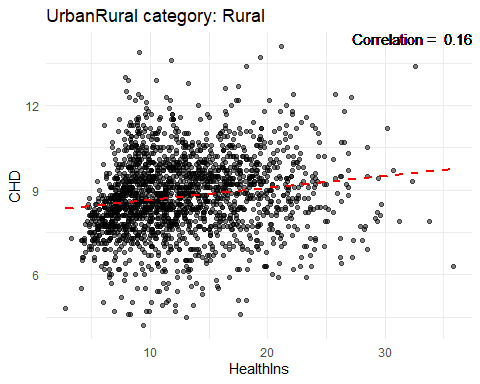 UrbanRural category: Rural
Correlation = 0.16
CHD
12
9
6
10
20
30
HealthIns